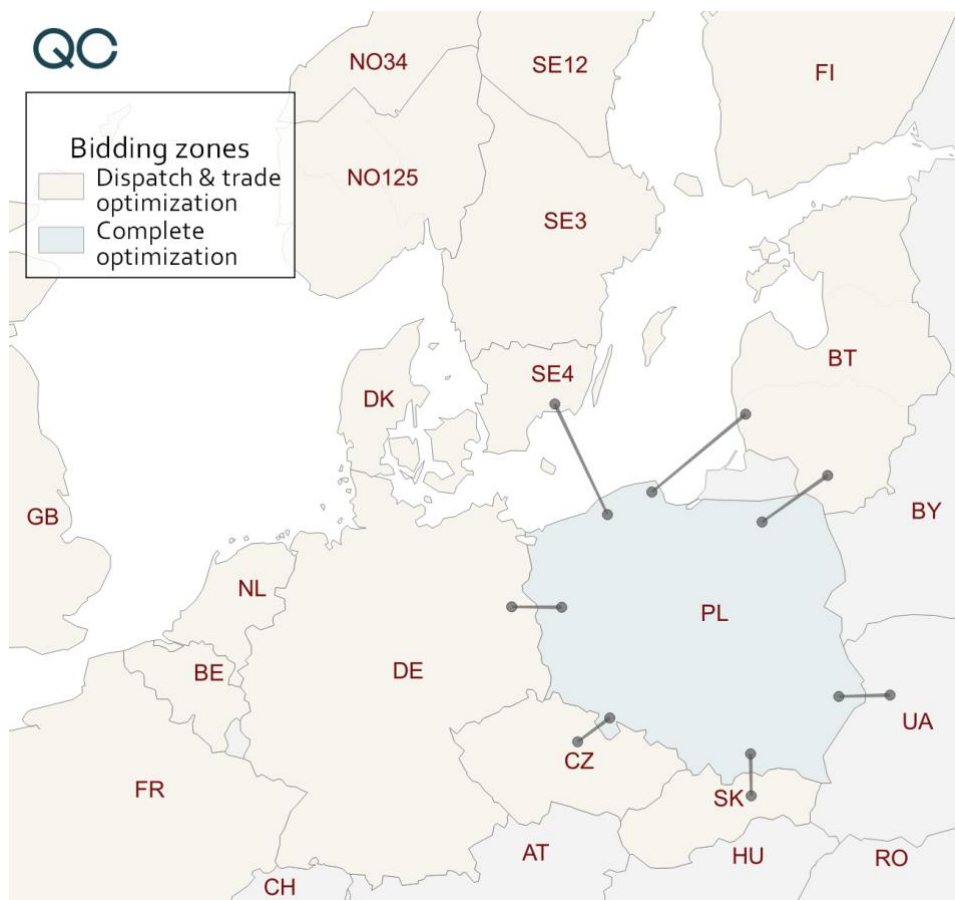 QC
NO34
SE12
FI
Bidding zones
Dispatch & trade
optimization
Complete
optimization
NO125
SE3
BT
SE4
DK
GB
BY
NL
PL
BE
DE
UA
CZ
FR
SK
AT
HU
RO
CH